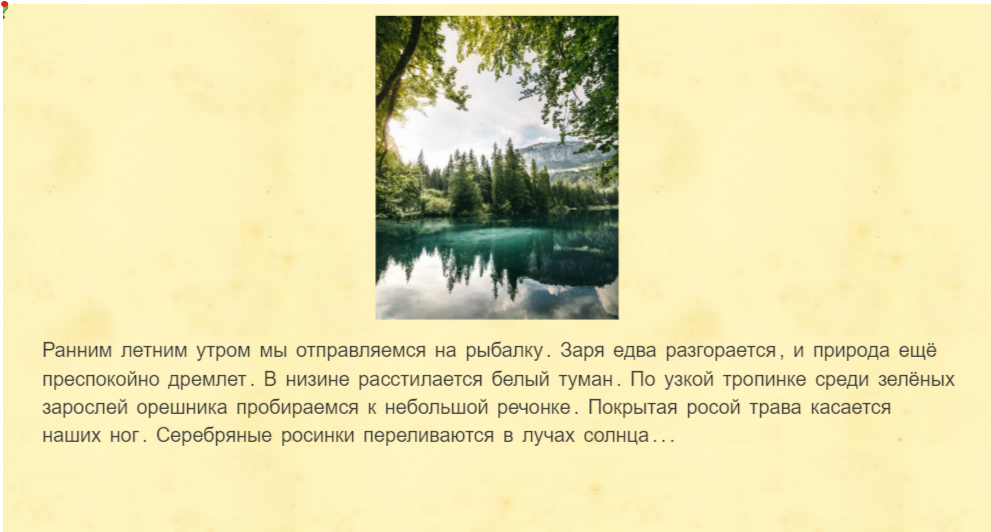 Ранним летним утром мы отправляемся на рыбалку. Заря едва разгорается, и природа ещё
преспокойно дремлет. В низине расстилается белый туман. По узкой тропинке среди зелёных
зарослей орешника пробираемся к небольшой речонке. Покрытая росой трава касается
наших ног. Серебряные росинки переливаются в лучах солнца...